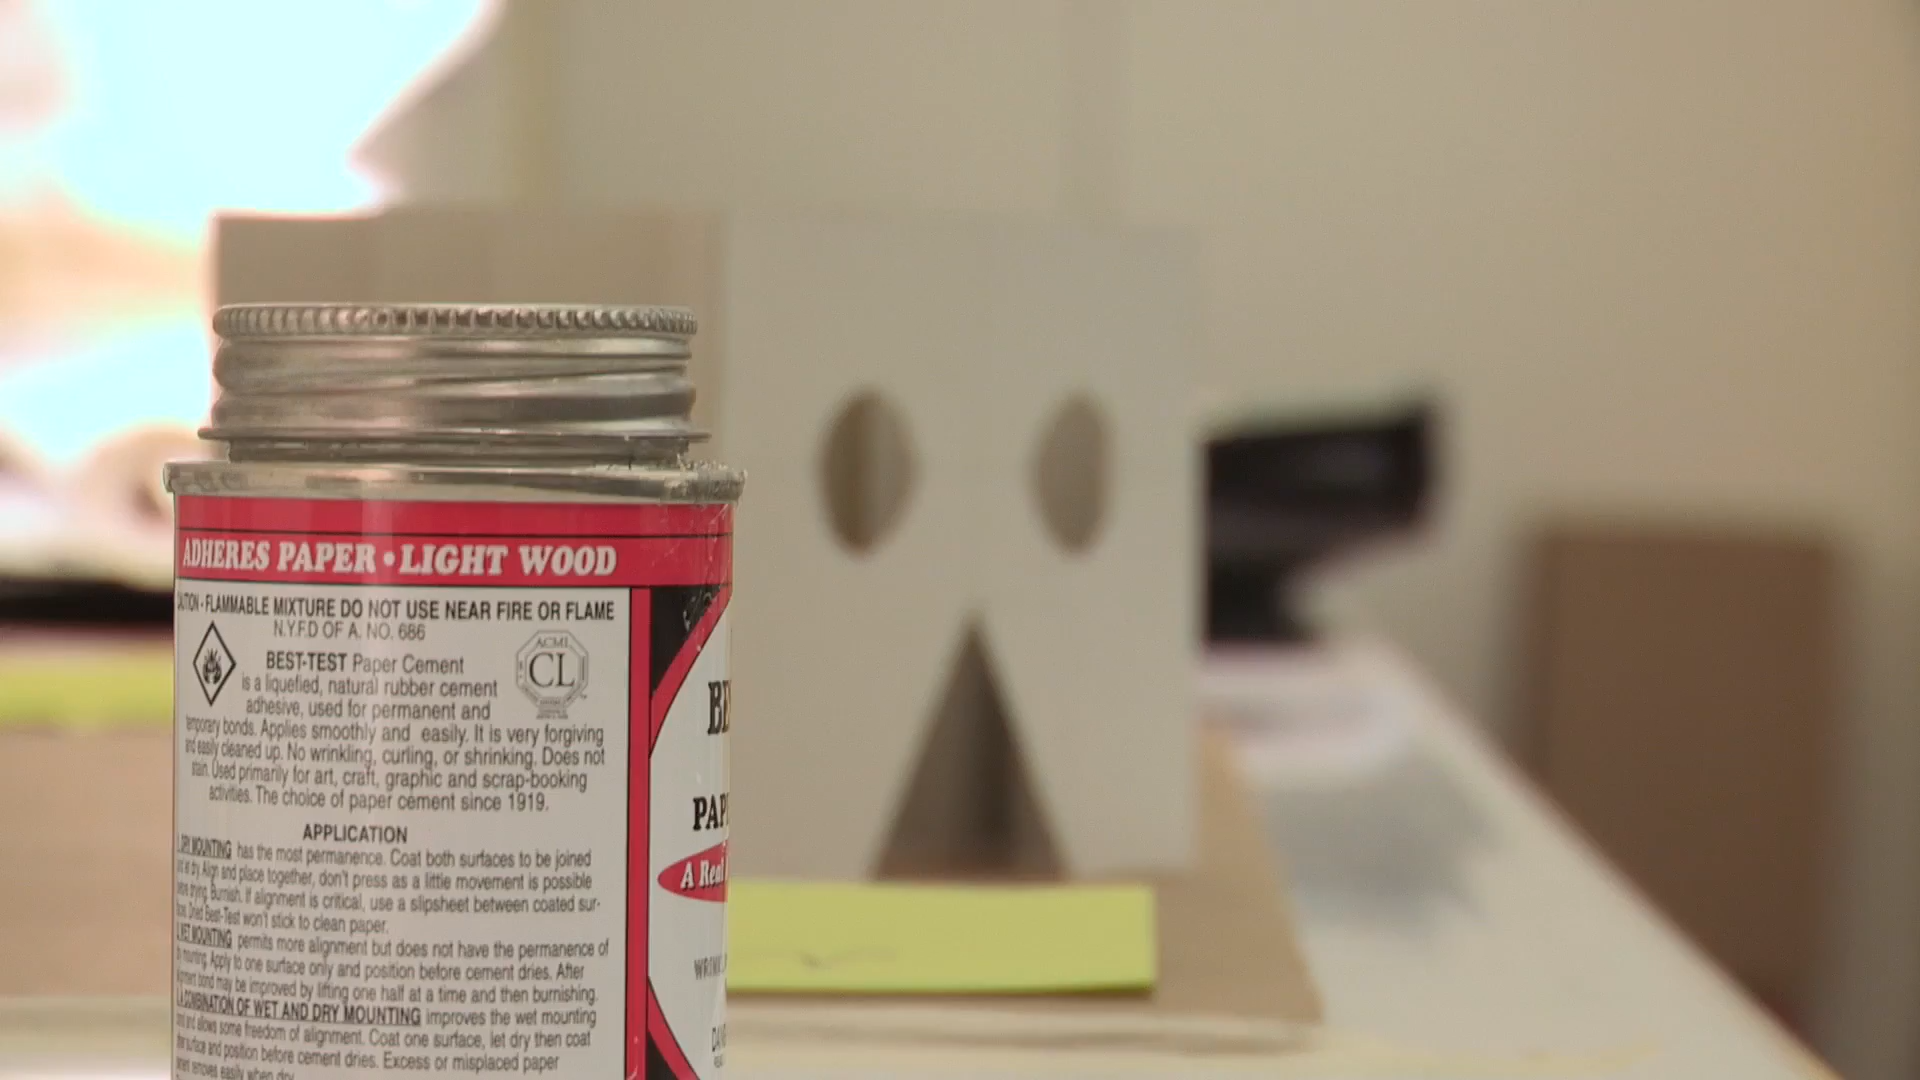 ADHERES PAPER • LIGHT WOOD
- FLAMMABLE MIXTURE DO NOT USE NEAR FIRE OR FLAME
N.Y.F.D OF A. NO. 686
ACMI
CL
BEST-TEST Paper Cement
is a liquefied, natural rubber cement
adhesive, used for permanent and
temporary bonds. Applies smoothly and easily. It is very forgiving
and easily cleaned up. No wrinkling, curling, or shrinking. Does not
stain. Used primarily for art, craft, graphic and scrap-booking
activities. The choice of paper cement since 1919.
APPLICATION
DRY MOUNTING has the most permanence. Coat both surfaces to be joined
dry. Align and place together, don't press as a little movement is possible
before drying. Burnish. If alignment is critical, use a slipsheet between coated sur-
faces. Dried Best-Test won't stick to clean paper.
WET MOUNTING permits more alignment but does not have the permanence of
mounting. Apply to one surface only and position before cement dries. After
bond may be improved by lifting one half at a time and then burnishing.
COMBINATION OF WET AND DRY MOUNTING improves the wet mounting
and allows some freedom of alignment. Coat one surface, let dry then coat
surface and position before cement dries. Excess or misplaced paper
cement removes easily when dry.
BE
PAP
A Real
WRINK